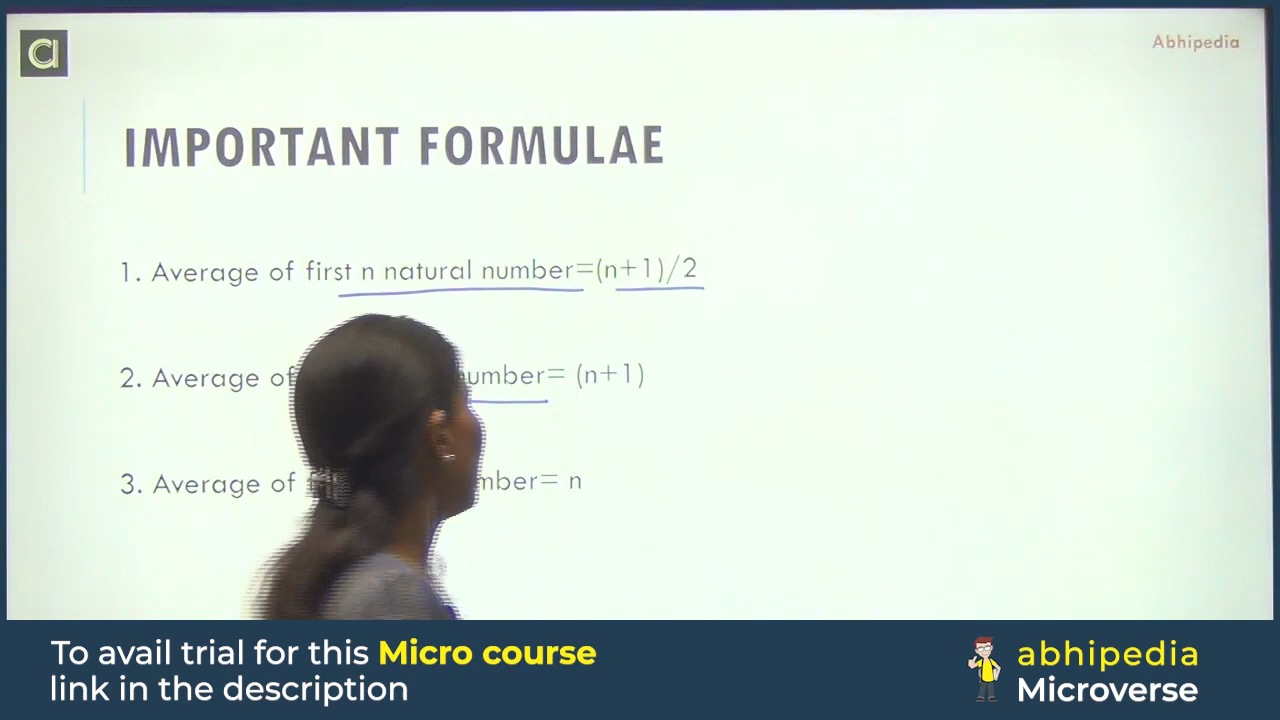 Abhipedia
IMPORTANT FORMULAE
1. Average of first n natural number=(n+1)/2
2. Average of umber= (n+1)
3. Average of mber= n
To avail trial for this Micro course
link in the description
abhipedia
Microverse